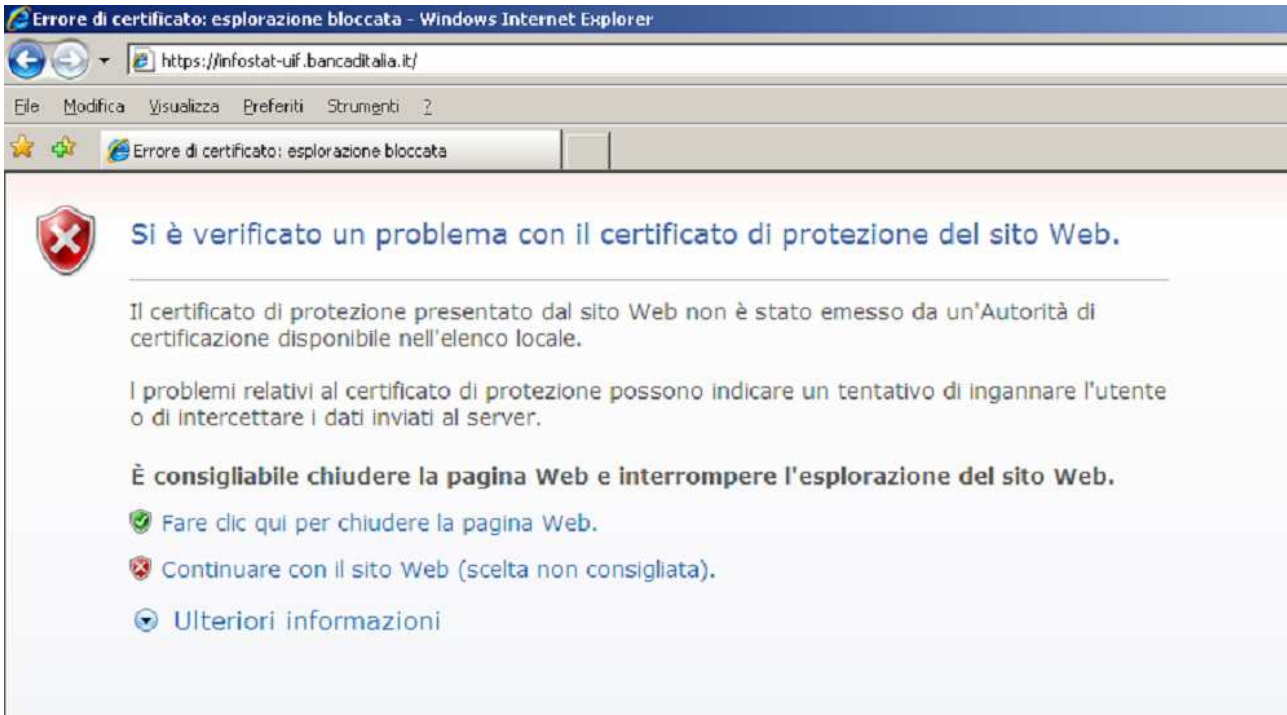 Errore di certificato: esplorazione bloccata - Windows Internet Explorer
https://infostat-uif.bancaditalia.it/
File Modifica Visualizza Preferiti Strumenti ?
Errore di certificato: esplorazione bloccata
Si è verificato un problema con il certificato di protezione del sito Web.
Il certificato di protezione presentato dal sito Web non è stato emesso da un'Autorità di
certificazione disponibile nell'elenco locale.
I problemi relativi al certificato di protezione possono indicare un tentativo di ingannare l'utente
o di intercettare i dati inviati al server.
È consigliabile chiudere la pagina Web e interrompere l'esplorazione del sito Web.
Fare clic qui per chiudere la pagina Web.
Continuare con il sito Web (scelta non consigliata).
Ulteriori informazioni